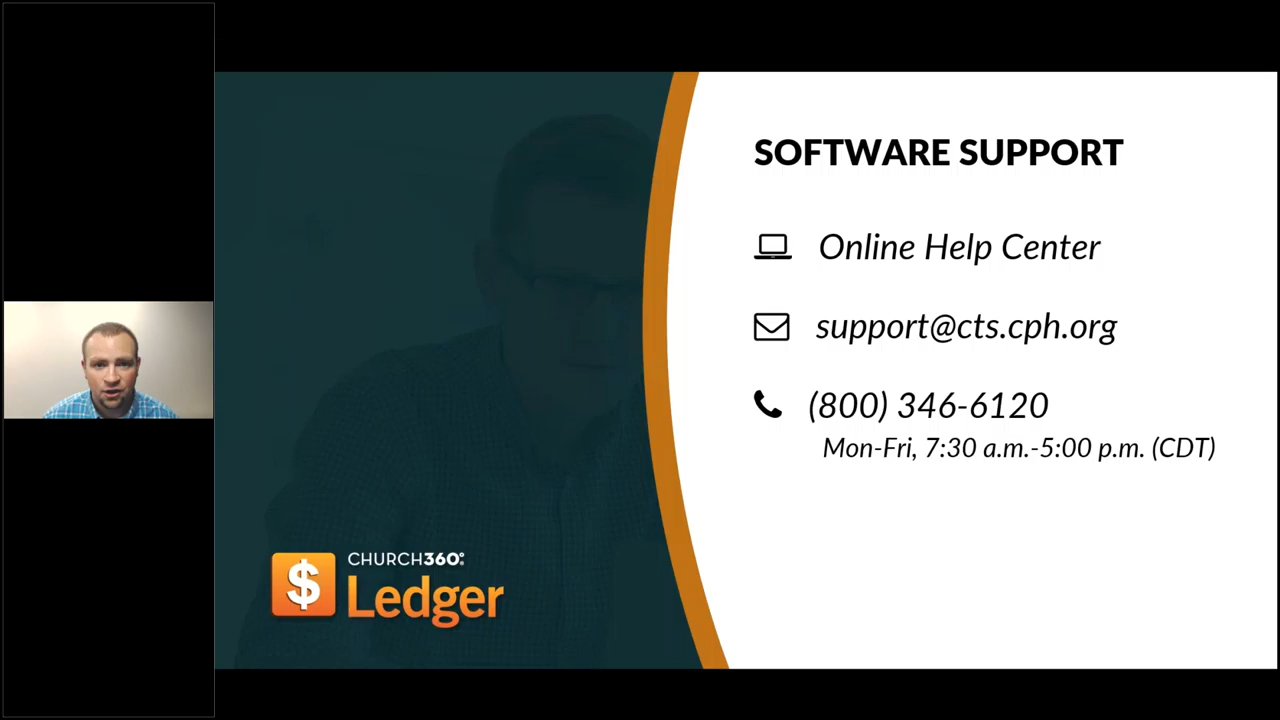 SOFTWARE SUPPORT
Online Help Center
support@cts.cph.org
(800) 346-6120
Mon-Fri, 7:30 a.m.-5:00 p.m. (CDT)
$
CHURCH360°
Ledger